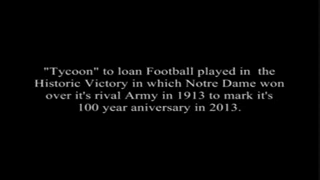 "Tycoon" to loan Football played in the
Historic Victory in which Notre Dame won
over it's rival Army in 1913 to mark it's
100 year aniversary in 2013.